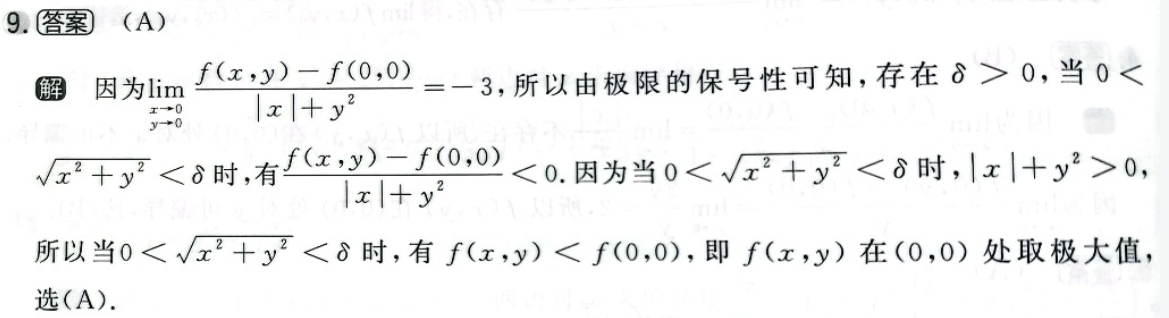 9. 答案 (A)
解 因为$\lim\limits_{\substack{x\to 0\\ y\to 0}}\dfrac{f(x,y)-f(0,0)}{|x|+y^2}=-3$,所以由极限的保号性可知,存在 $\delta>0$,当 $0<$
$\sqrt{x^2+y^2}<\delta$ 时,有$\dfrac{f(x,y)-f(0,0)}{|x|+y^2}<0$.因为当 $0<\sqrt{x^2+y^2}<\delta$ 时,$|x|+y^2>0$,
所以当$0<\sqrt{x^2+y^2}<\delta$ 时,有 $f(x,y)<f(0,0)$,即 $f(x,y)$ 在$(0,0)$ 处取极大值,
选(A).